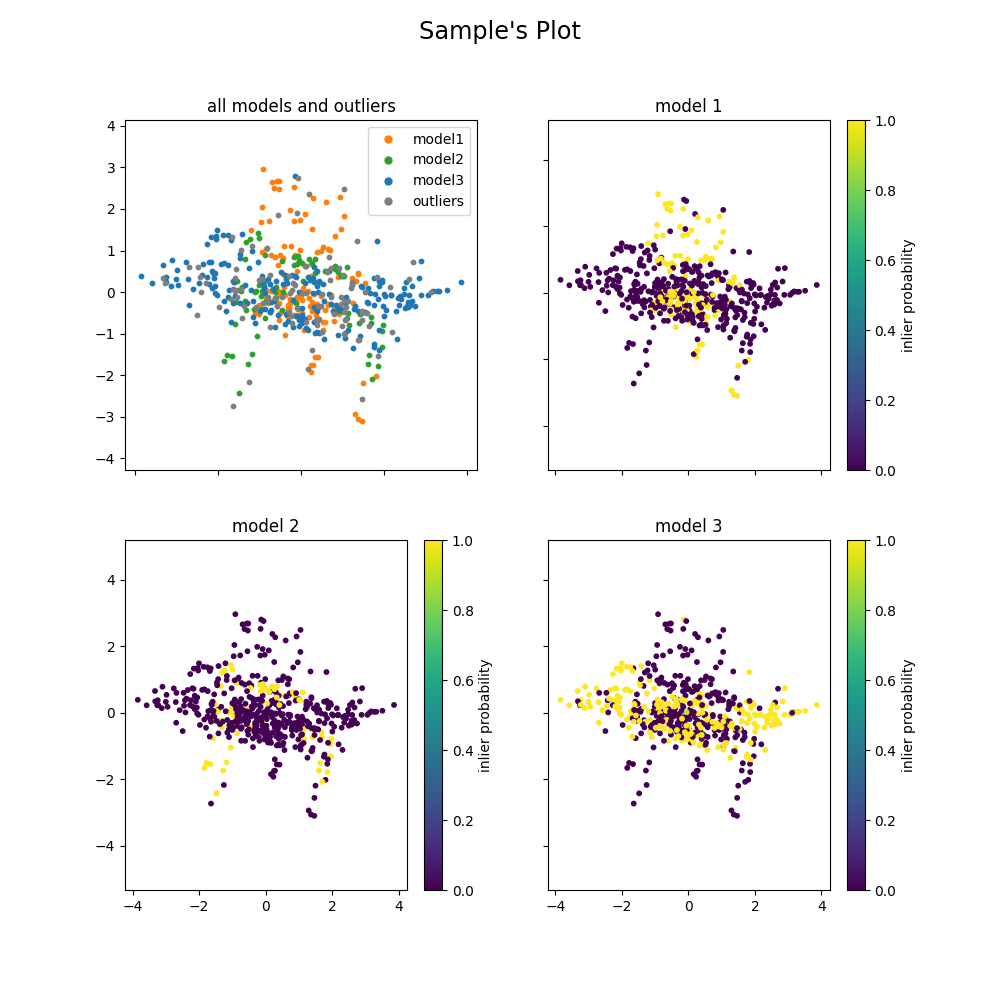 Sample's Plot
all models and outliers
4
3
2
1
0
−1
−2
−3
−4
model1
model2
model3
outliers
model 1
1.0
0.8
0.6
0.4
0.2
0.0
inlier probability
model 2
4
2
0
−2
−4
−4 −2 0 2 4
1.0
0.8
0.6
0.4
0.2
0.0
inlier probability
model 3
−4 −2 0 2 4
1.0
0.8
0.6
0.4
0.2
0.0
inlier probability